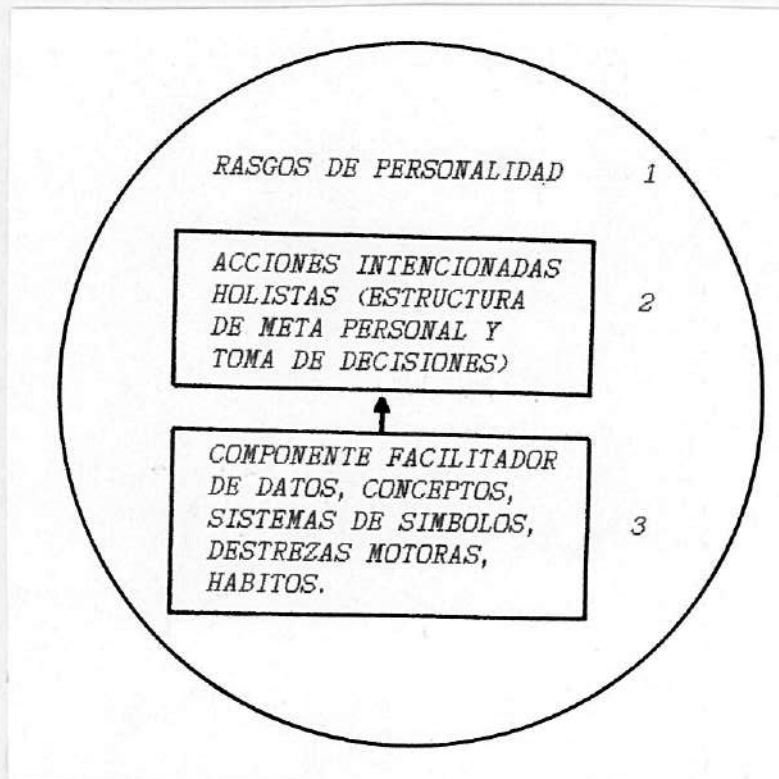 RASGOS DE PERSONALIDAD 1
ACCIONES INTENCIONADAS
HOLISTAS (ESTRUCTURA 2
DE META PERSONAL Y
TOMA DE DECISIONES)
COMPONENTE FACILITADOR
DE DATOS, CONCEPTOS,
SISTEMAS DE SIMBOLOS, 3
DESTREZAS MOTORAS,
HABITOS.